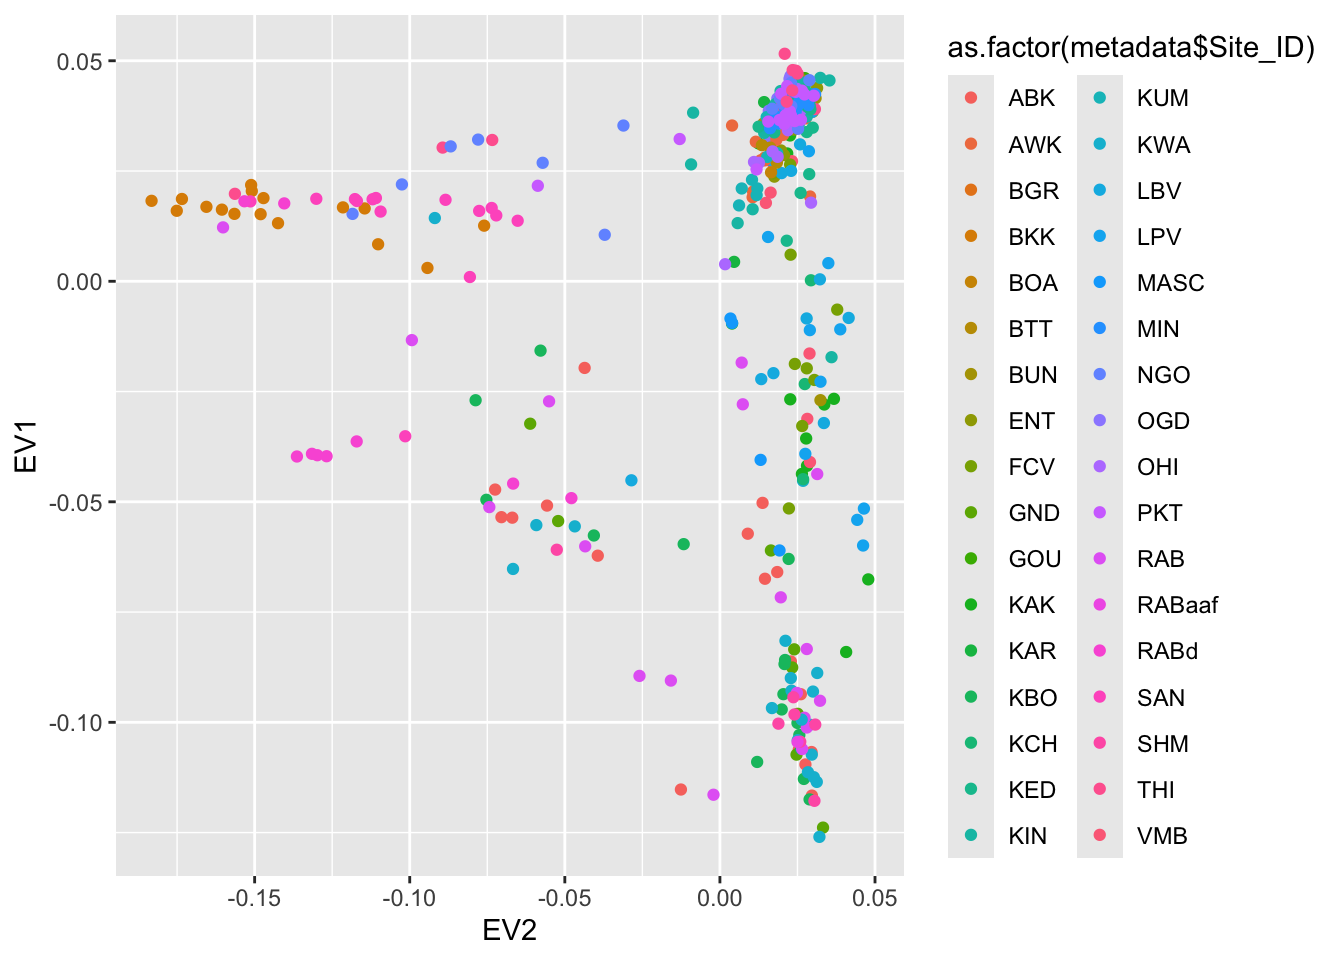 as.factor(metadata$Site_ID)
ABK
AWK
BGR
BKK
BOA
BTT
BUN
ENT
FCV
GND
GOU
KAK
KAR
KBO
KCH
KED
KIN
KUM
KWA
LBV
LPV
MASC
MIN
NGO
OGD
OHI
PKT
RAB
RABaaf
RABd
SAN
SHM
THI
VMB
EV1
0.05
0.00
-0.05
-0.10
-0.15
-0.10
-0.05
0.00
0.05
EV2